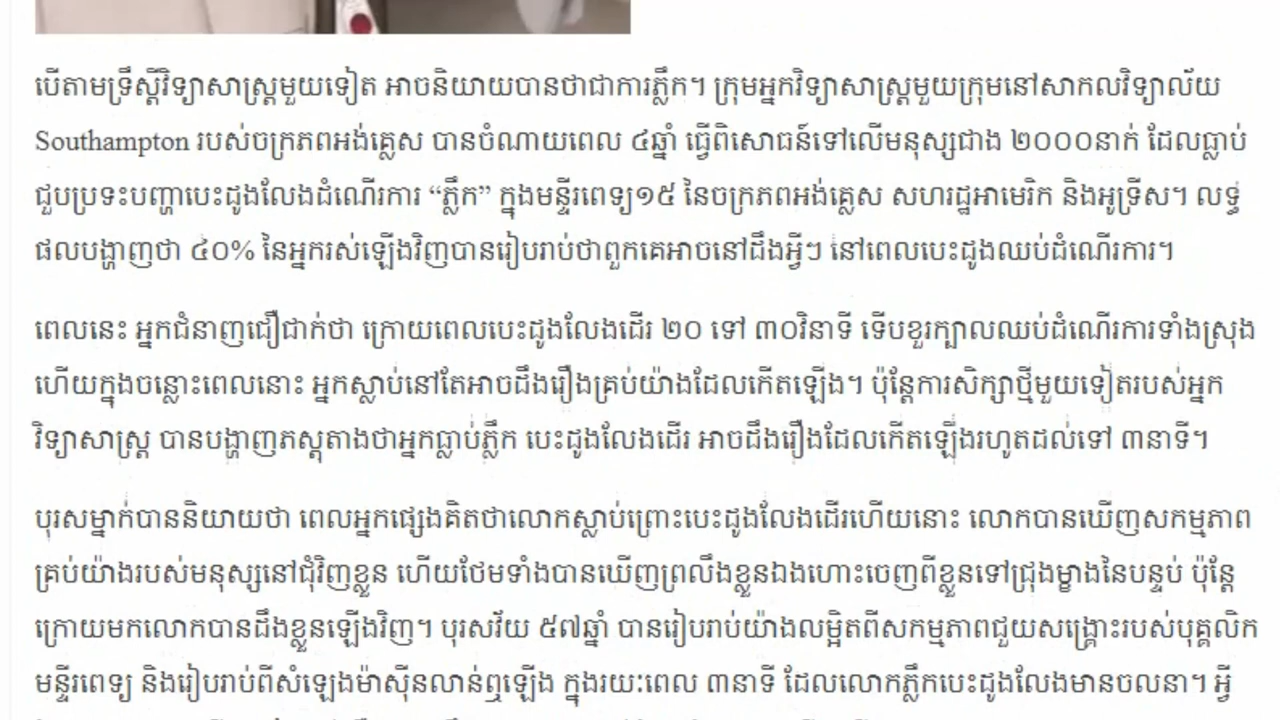 បើតាមទ្រឹស្តីវិទ្យាសាស្ត្រមួយទៀត អាចនិយាយបានថាជាការភ្លឹក។ ក្រុមអ្នកវិទ្យាសាស្ត្រមួយក្រុមនៅសាកលវិទ្យាល័យ
Southampton របស់ចក្រភពអង់គ្លេស បានចំណាយពេល ៤ឆ្នាំ ធ្វើពិសោធន៍ទៅលើមនុស្សជាង ២០០០នាក់ ដែលធ្លាប់
ជួបប្រទះបញ្ហាបេះដូងលែងដំណើរការ “ភ្លឹក” ក្នុងមន្ទីរពេទ្យ១៥ នៃចក្រភពអង់គ្លេស សហរដ្ឋអាមេរិក និងអូទ្រីស។ លទ្ធ
ផលបង្ហាញថា ៤០% នៃអ្នករស់ឡើងវិញបានរៀបរាប់ថាពួកគេអាចនៅដឹងអ្វីៗ នៅពេលបេះដូងឈប់ដំណើរការ។
ពេលនេះ អ្នកជំនាញជឿជាក់ថា ក្រោយពេលបេះដូងលែងដើរ ២០ ទៅ ៣០វិនាទី ទើបខួរក្បាលឈប់ដំណើរការទាំងស្រុង
ហើយក្នុងចន្លោះពេលនោះ អ្នកស្លាប់នៅតែអាចដឹងរឿងគ្រប់យ៉ាងដែលកើតឡើង។ ប៉ុន្តែការសិក្សាថ្មីមួយទៀតរបស់អ្នក
វិទ្យាសាស្ត្រ បានបង្ហាញភស្តុតាងថាអ្នកធ្លាប់ភ្លឹក បេះដូងលែងដើរ អាចដឹងរឿងដែលកើតឡើងរហូតដល់ទៅ ៣នាទី។
បុរសម្នាក់បាននិយាយថា ពេលអ្នកផ្សេងគិតថាលោកស្លាប់ព្រោះបេះដូងលែងដើរហើយនោះ លោកបានឃើញសកម្មភាព
គ្រប់យ៉ាងរបស់មនុស្សនៅជុំវិញខ្លួន ហើយថែមទាំងបានឃើញព្រលឹងខ្លួនឯងហោះចេញពីខ្លួនទៅជ្រុងម្ខាងនៃបន្ទប់ ប៉ុន្តែ
ក្រោយមកលោកបានដឹងខ្លួនឡើងវិញ។ បុរសវ័យ ៥៧ឆ្នាំ បានរៀបរាប់យ៉ាងលម្អិតពីសកម្មភាពជួយសង្គ្រោះរបស់បុគ្គលិក
មន្ទីរពេទ្យ និងរៀបរាប់ពីសំឡេងម៉ាស៊ីនលាន់ឮឡើង ក្នុងរយៈពេល ៣នាទី ដែលលោកភ្លឹកបេះដូងលែងមានចលនា។ អ្វី